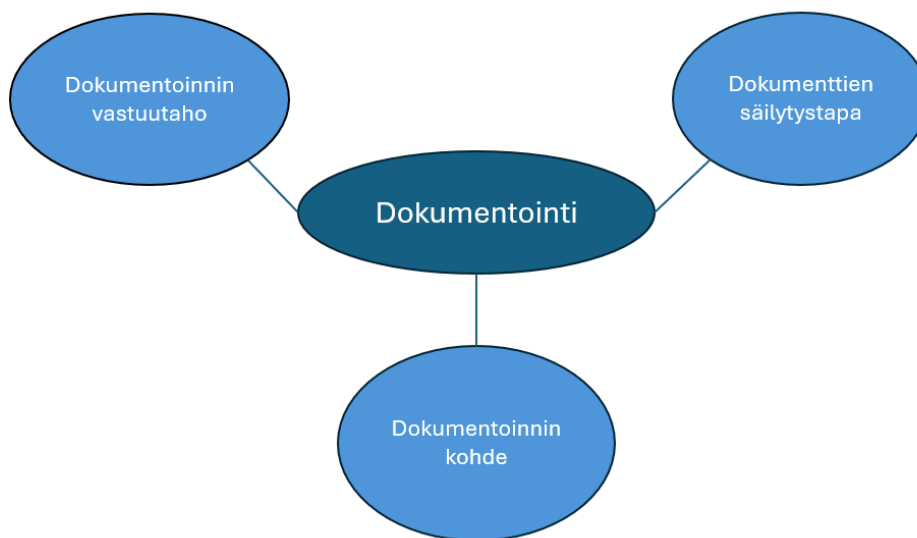 Dokumentoinnin
vastuutaho
Dokumenttien
säilytystapa
Dokumentointi
Dokumentoinnin
kohde